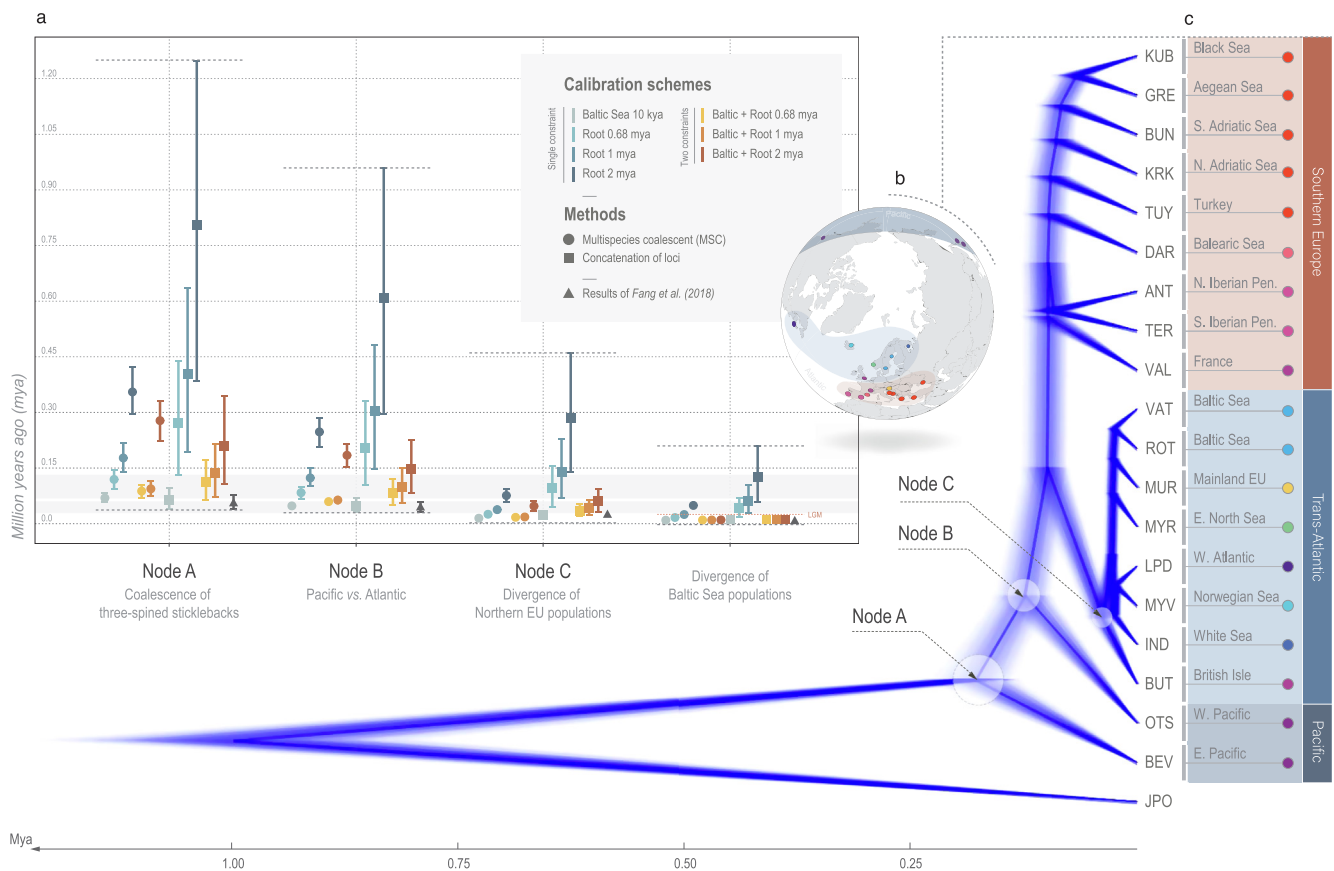 a
1.20
1.05
0.90
0.75
0.60
0.45
0.30
0.15
0.0
Million years ago (mya)
Calibration schemes
Single constraint
Baltic Sea 10 kya
Root 0.68 mya
Root 1 mya
Root 2 mya
Two constraints
Baltic + Root 0.68 mya
Baltic + Root 1 mya
Baltic + Root 2 mya
Methods
Multispecies coalescent (MSC)
Concatenation of loci
Results of Fang et al. (2018)
LGM
Node A
Coalescence of
three-spined sticklebacks
Node B
Pacific vs. Atlantic
Node C
Divergence of
Northern EU populations
Divergence of
Baltic Sea populations
b
Pacific
Node C
Node B
Node A
c
KUB Black Sea
GRE Aegean Sea
BUN S. Adriatic Sea
KRK N. Adriatic Sea
TUY Turkey
DAR Balearic Sea
ANT N. Iberian Pen.
TER S. Iberian Pen.
VAL France
VAT Baltic Sea
ROT Baltic Sea
MUR Mainland EU
MYR E. North Sea
LPD W. Atlantic
MYV Norwegian Sea
IND White Sea
BUT British Isle
OTS W. Pacific
BEV E. Pacific
JPO
Southern Europe
Trans-Atlantic
Pacific
Mya
1.00
0.75
0.50
0.25